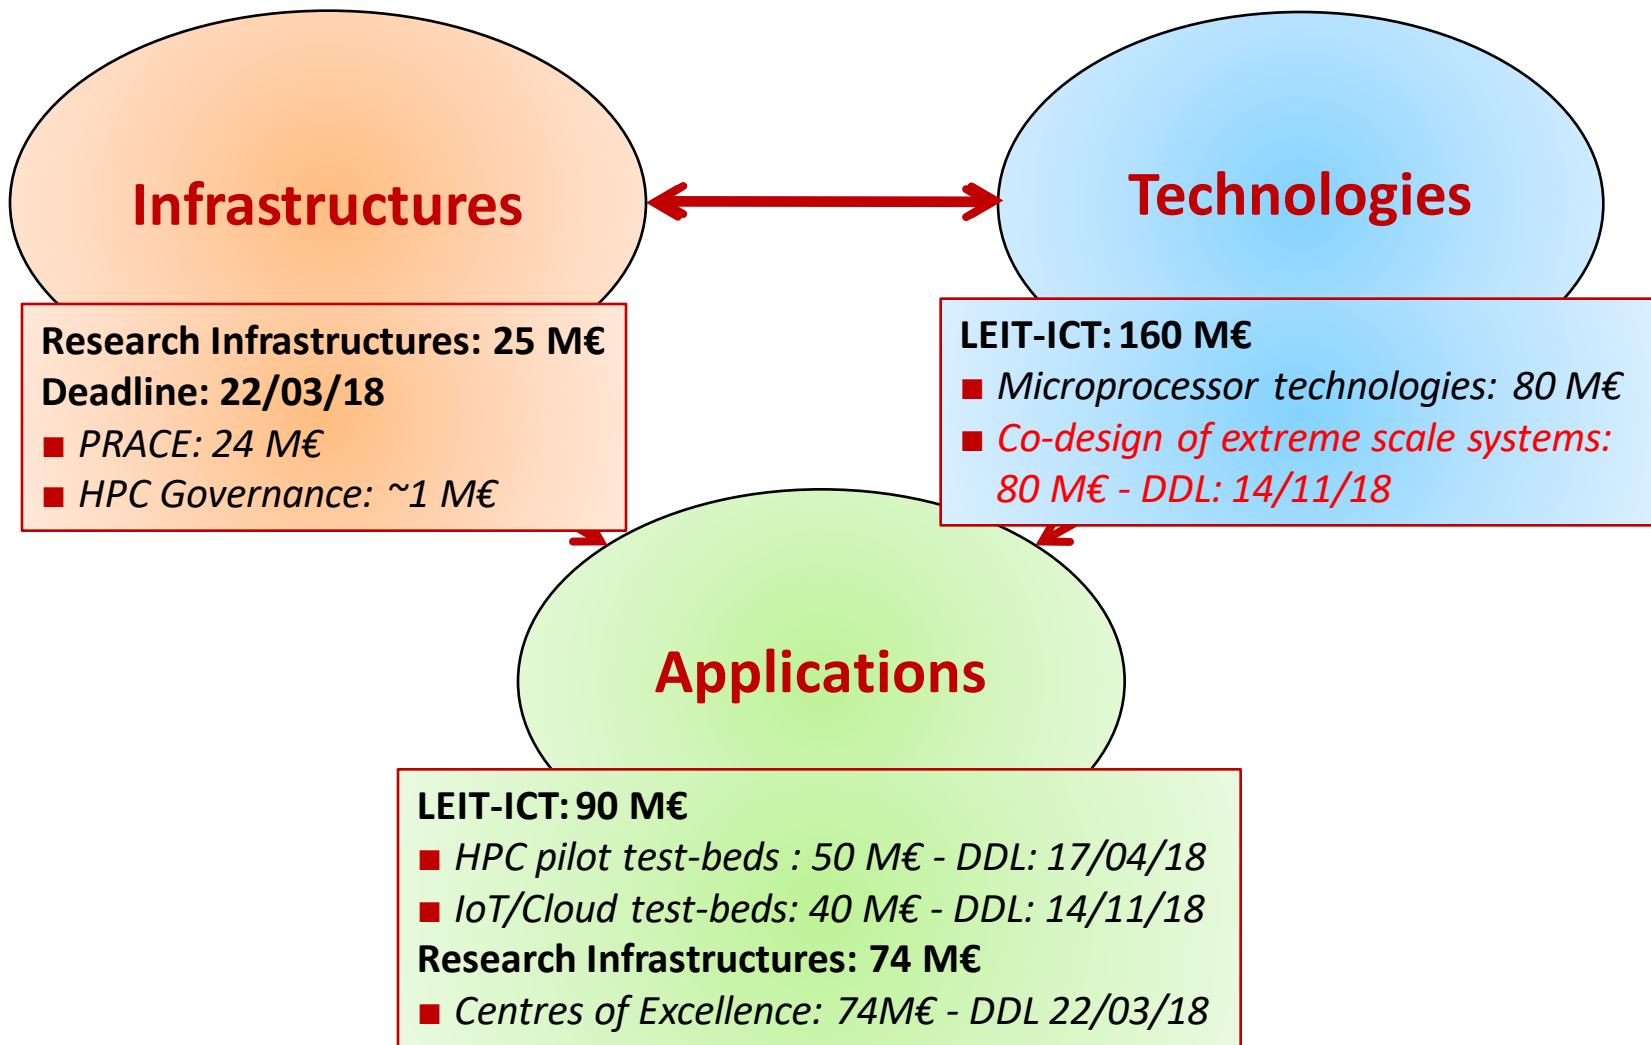 Infrastructures
Research Infrastructures: 25 M€
Deadline: 22/03/18
■ PRACE: 24 M€
■ HPC Governance: ~1 M€
Technologies
LEIT-ICT: 160 M€
■ Microprocessor technologies: 80 M€
■ Co-design of extreme scale systems:
80 M€ - DDL: 14/11/18
Applications
LEIT-ICT: 90 M€
■ HPC pilot test-beds : 50 M€ - DDL: 17/04/18
■ IoT/Cloud test-beds: 40 M€ - DDL: 14/11/18
Research Infrastructures: 74 M€
■ Centres of Excellence: 74M€ - DDL 22/03/18